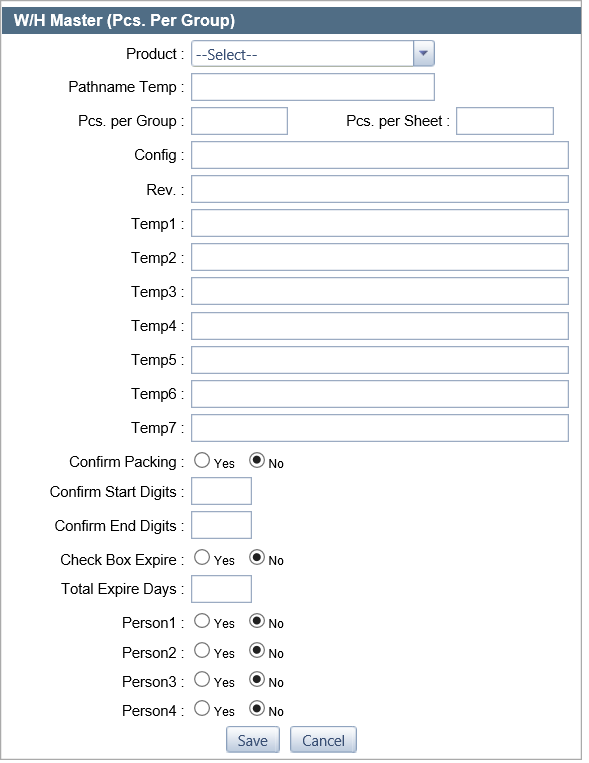 W/H Master (Pcs. Per Group)
Product : --Select--
Pathname Temp :
Pcs. per Group : Pcs. per Sheet :
Config :
Rev. :
Temp1 :
Temp2 :
Temp3 :
Temp4 :
Temp5 :
Temp6 :
Temp7 :
Confirm Packing : Yes No
Confirm Start Digits :
Confirm End Digits :
Check Box Expire : Yes No
Total Expire Days :
Person1 : Yes No
Person2 : Yes No
Person3 : Yes No
Person4 : Yes No
Save Cancel